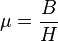 μ = B/H